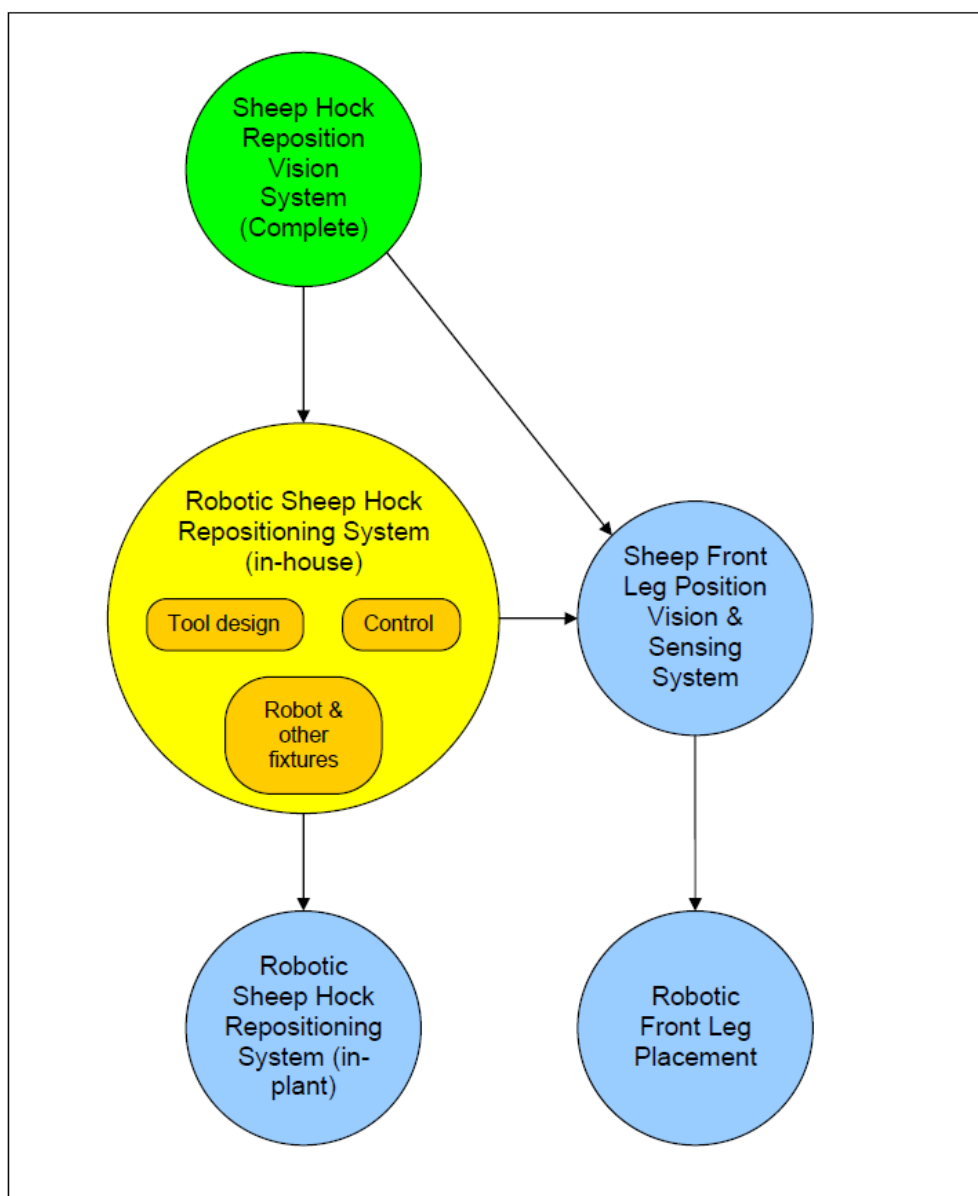 Sheep Hock
Reposition
Vision
System
(Complete)
Robotic Sheep Hock
Repositioning System
(in-house)
Tool design
Control
Robot &
other
fixtures
Sheep Front
Leg Position
Vision &
Sensing
System
Robotic
Sheep Hock
Repositioning
System (in-
plant)
Robotic
Front Leg
Placement